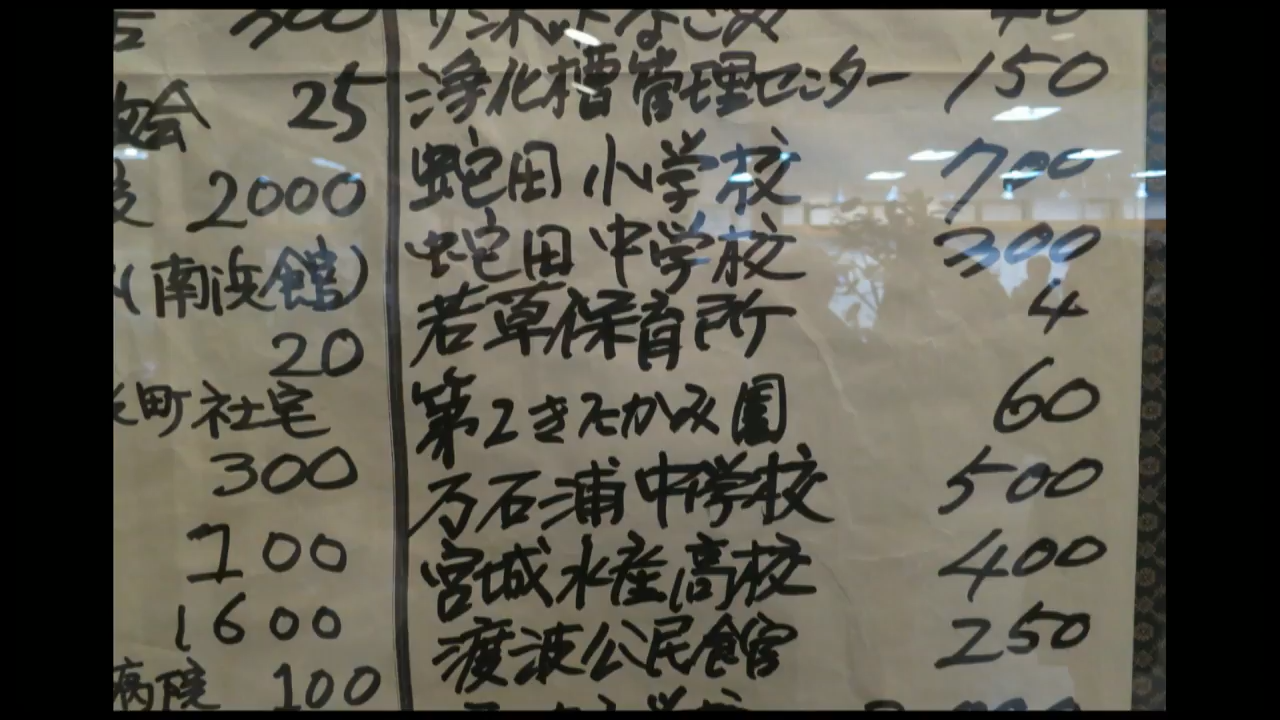 300
25
2000
(南浜館)
20
町社宅
300
700
1600
病院 100
浄化槽管理センター 150
蛇田小学校 700
蛇田中学校 300
若草保育所 4
第2きたかみ園 60
万石浦中学校 500
宮城水産高校 400
渡波公民館 250